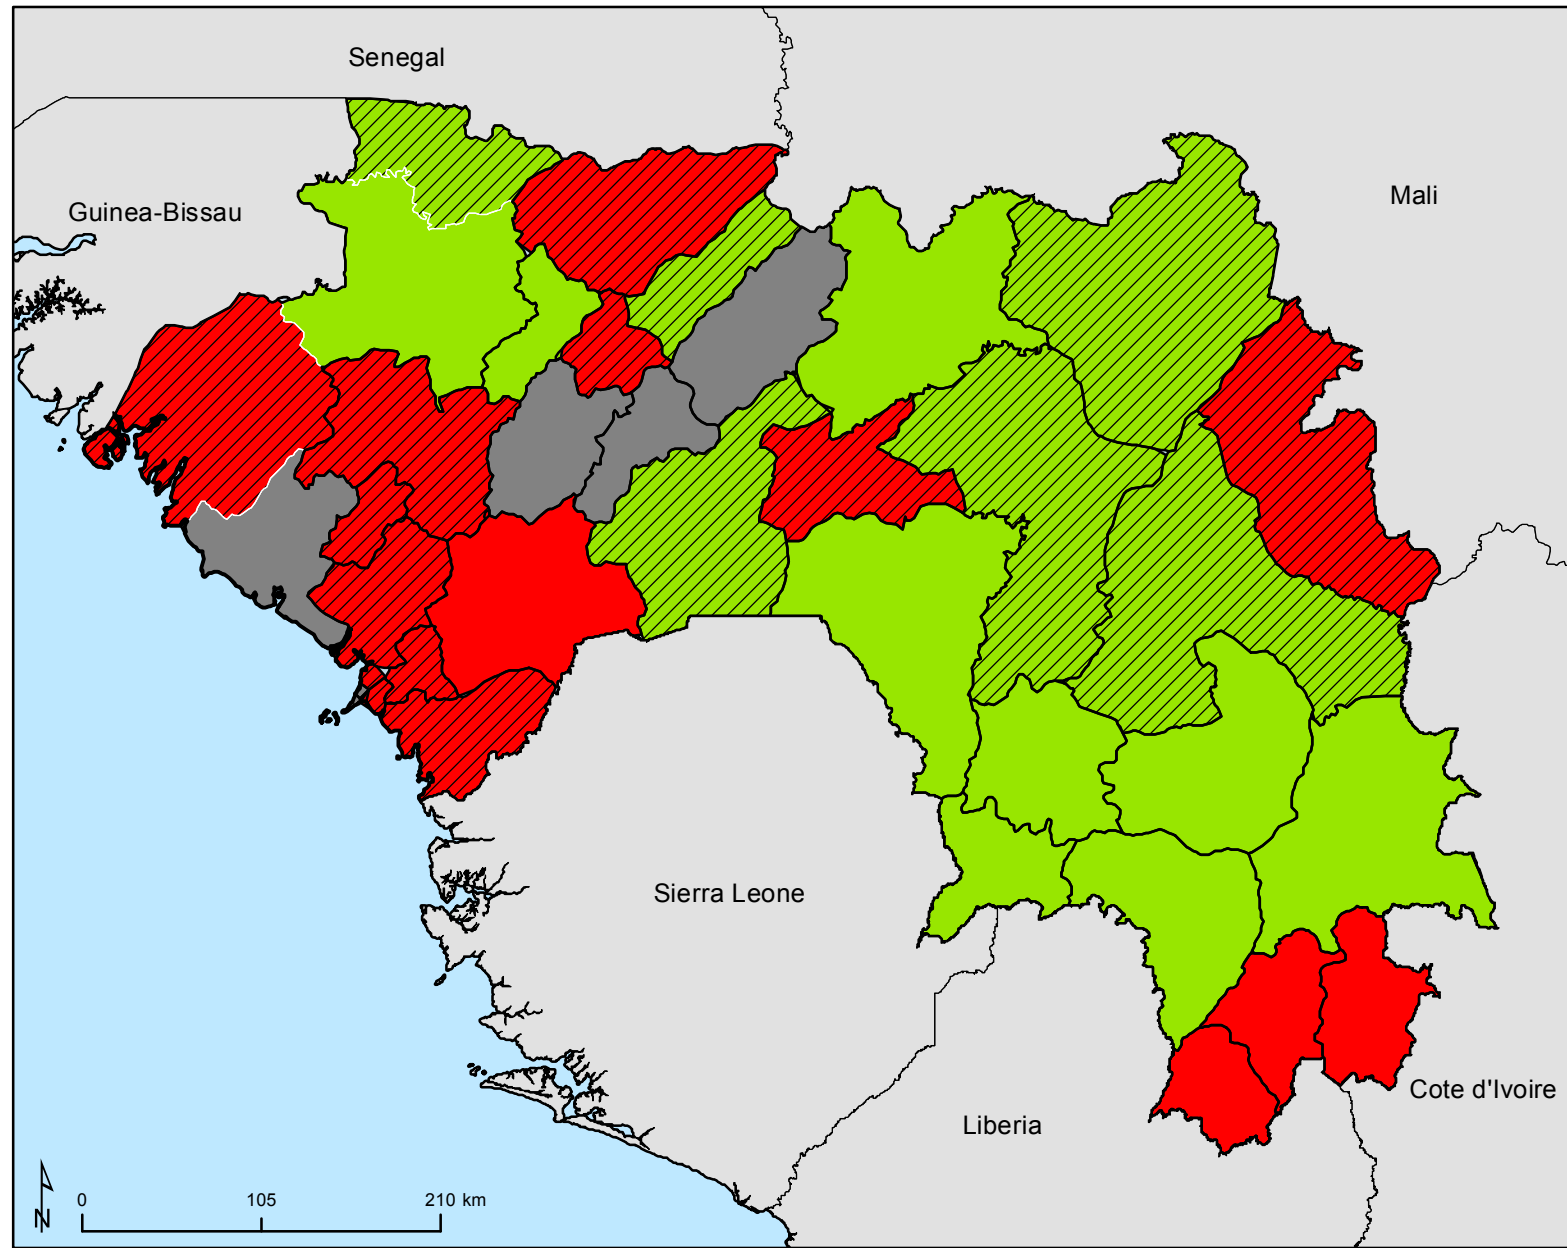 Senegal
Mali
Guinea-Bissau
Sierra Leone
Cote d'Ivoire
Liberia
N
0 105 210 km